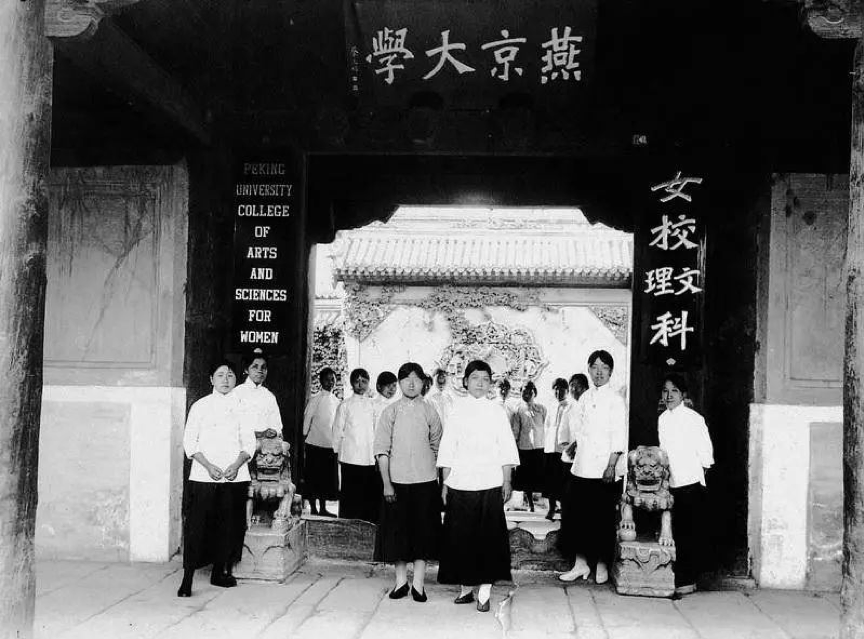 燕京大學
女校文理科
PEKING
UNIVERSITY
COLLEGE
OF
ARTS
AND
SCIENCES
FOR
WOMEN